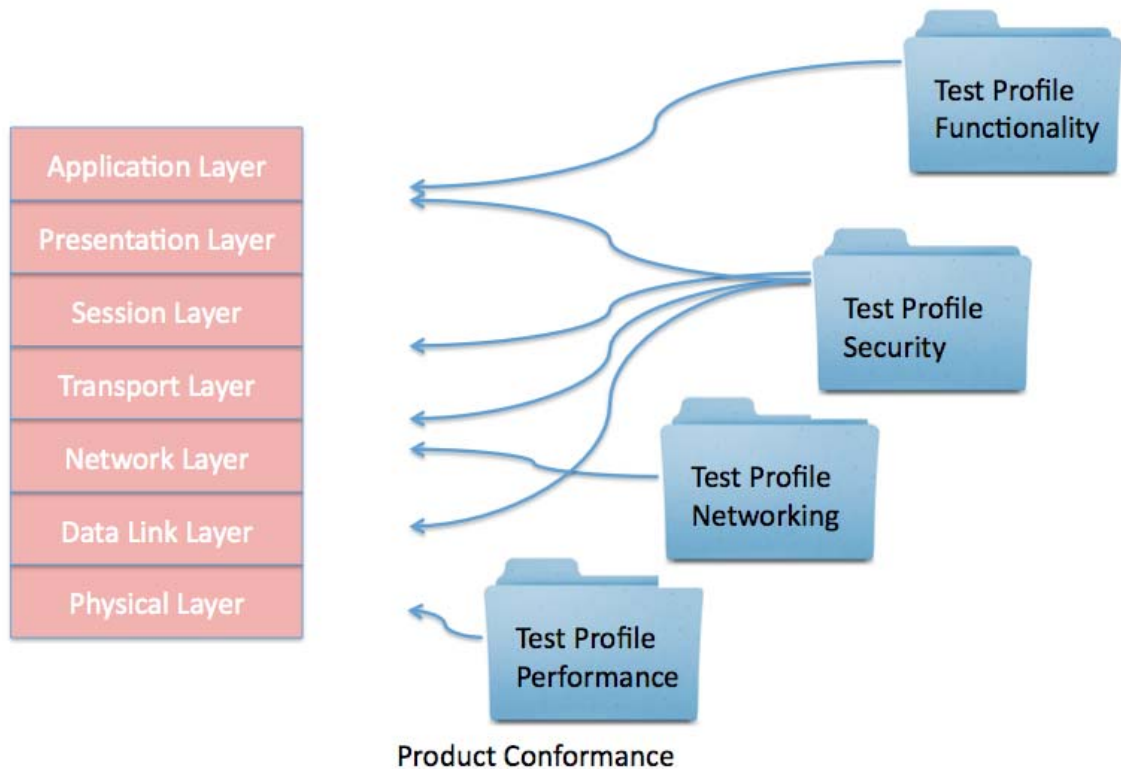 Application Layer
Presentation Layer
Session Layer
Transport Layer
Network Layer
Data Link Layer
Physical Layer
Test Profile
Functionality
Test Profile
Security
Test Profile
Networking
Test Profile
Performance
Product Conformance